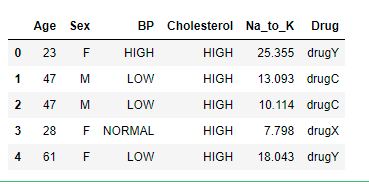 Age Sex BP Cholesterol Na_to_K Drug
0 23 F HIGH HIGH 25.355 drugY
1 47 M LOW HIGH 13.093 drugC
2 47 M LOW HIGH 10.114 drugC
3 28 F NORMAL HIGH 7.798 drugX
4 61 F LOW HIGH 18.043 drugY